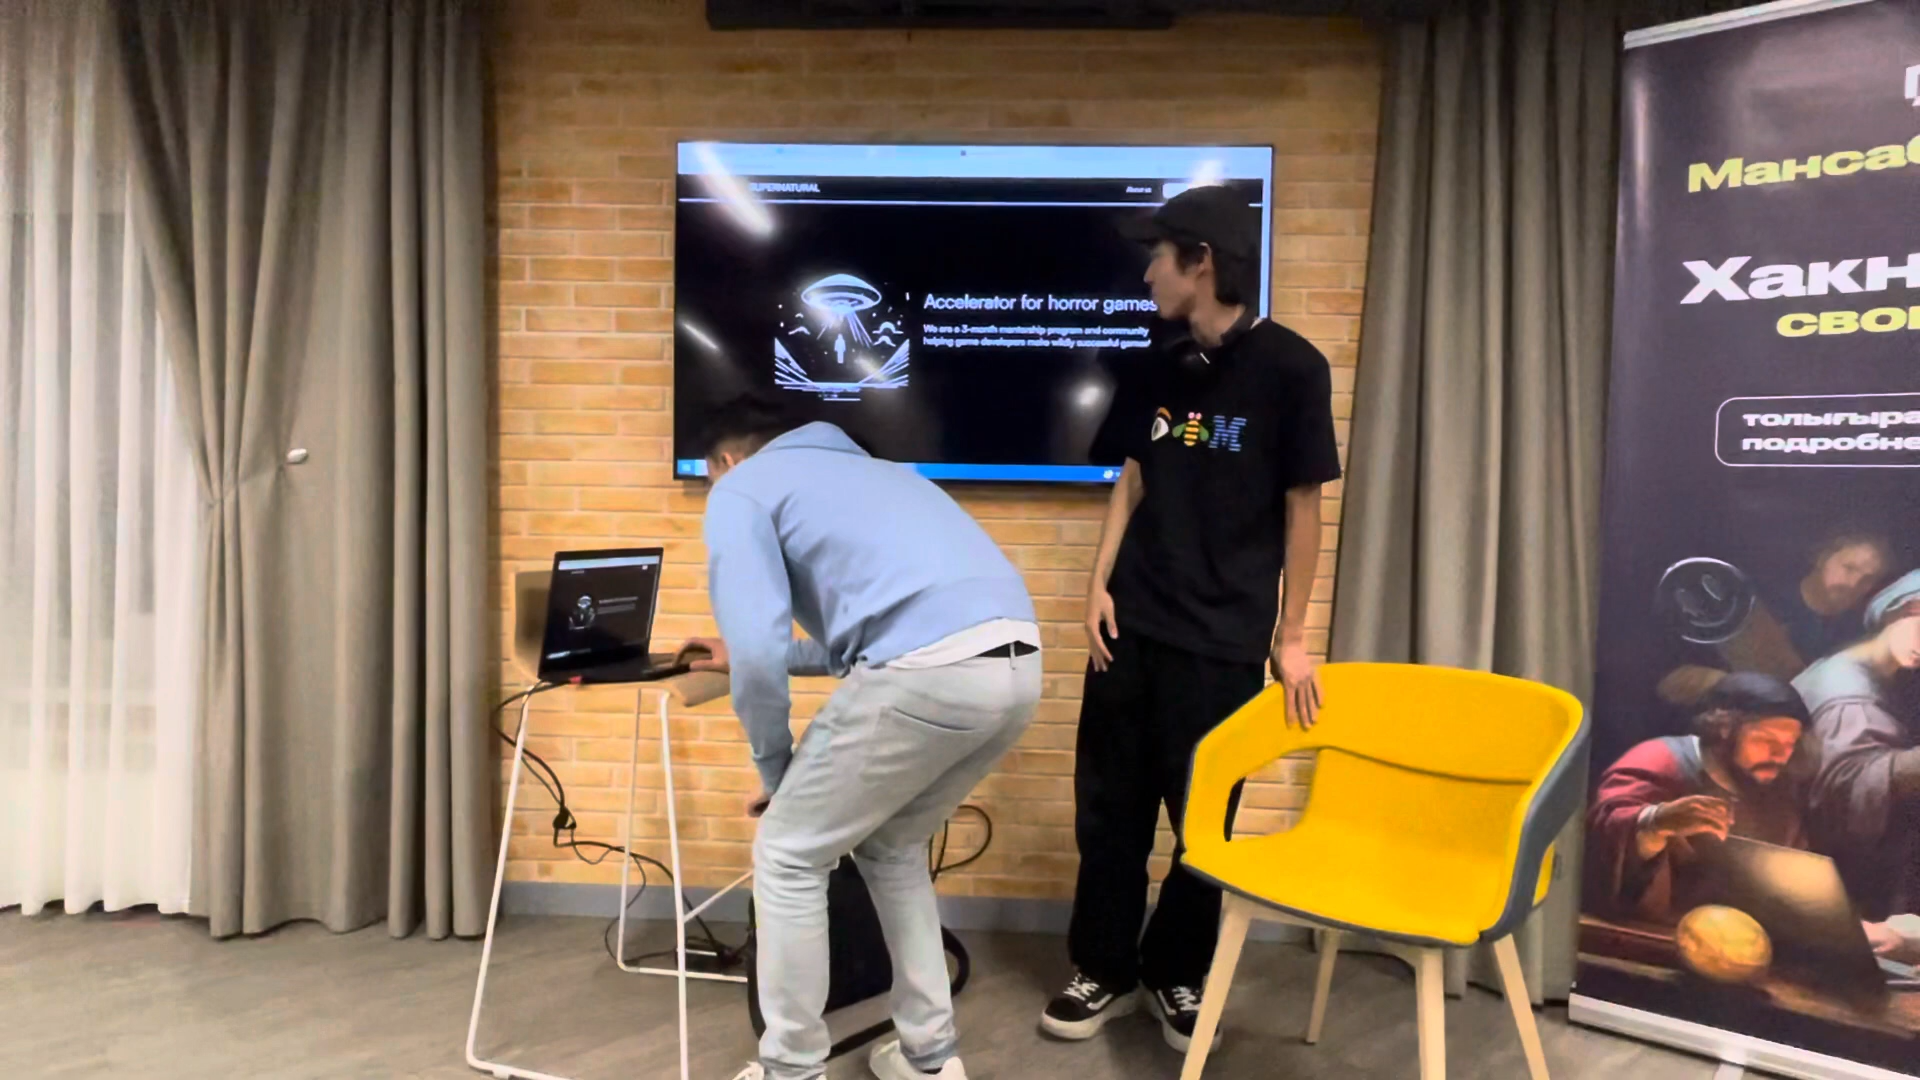 SUPERNATURAL
About us
Accelerator for horror games
We are a 3-month mentorship program and community
helping game developers make wildly successful games!
M
Мансаб
Хакн
свои
толығыра
подробне